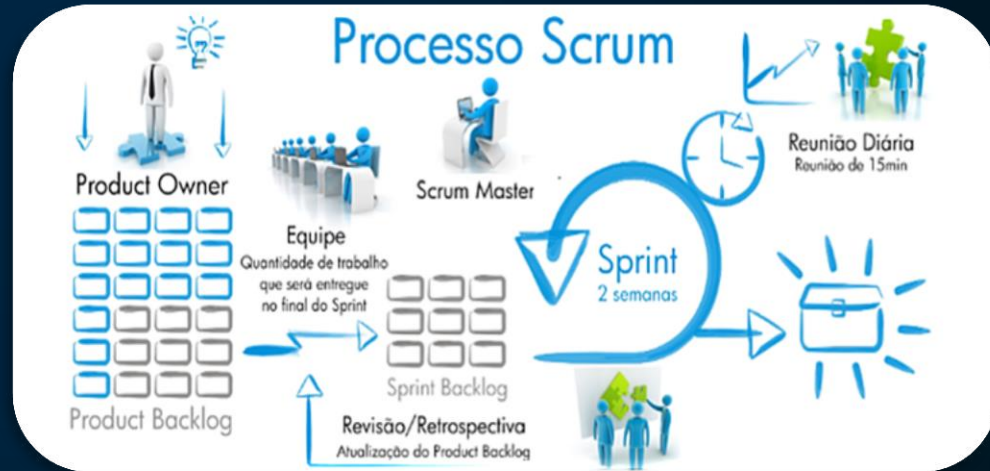 Processo Scrum
Product Owner
Product Backlog
Equipe
Quantidade de trabalho
que será entregue
no final do Sprint
Scrum Master
Sprint Backlog
Revisão/Retrospectiva
Atualização do Product Backlog
Sprint
2 semanas
Reunião Diária
Reunião de 15min